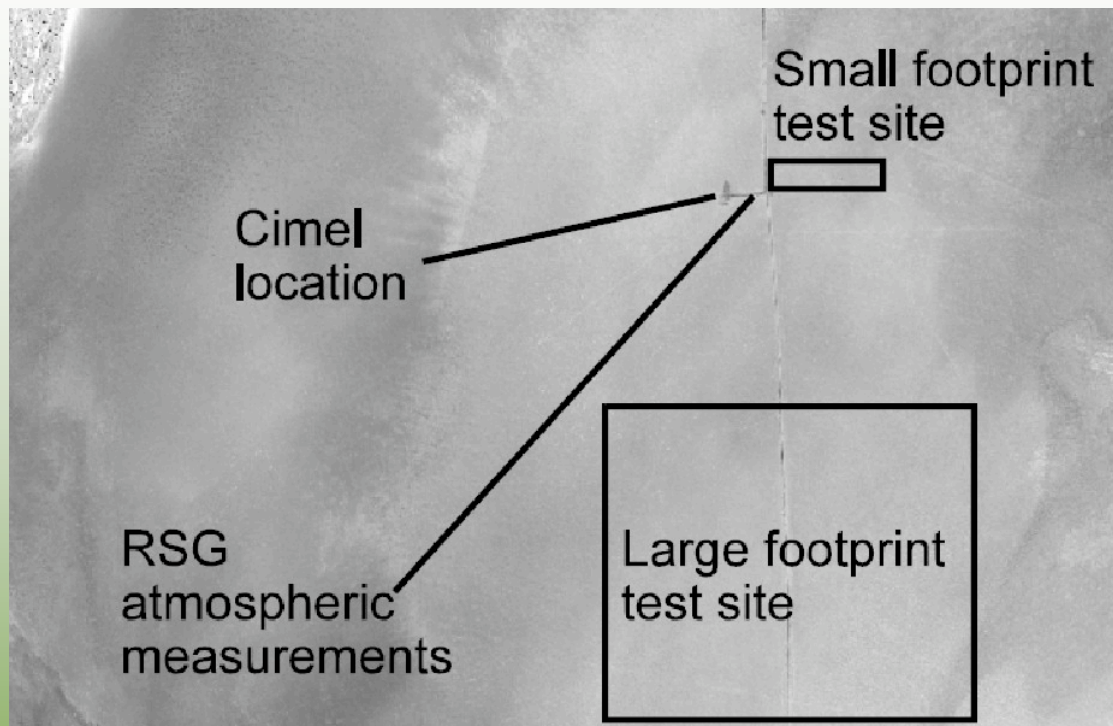 Small footprint
test site
Cimel
location
RSG
atmospheric
measurements
Large footprint
test site